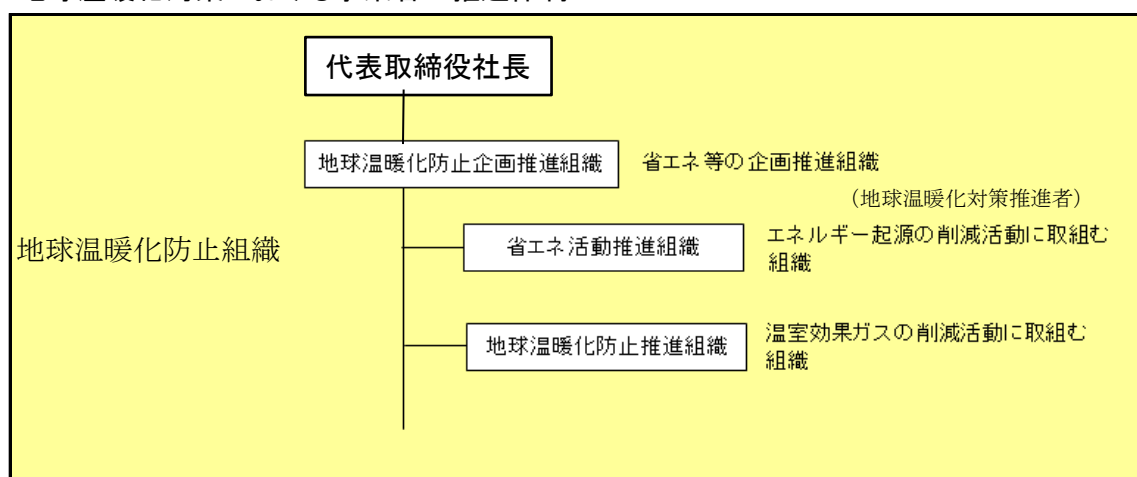 代表取締役社長
地球温暖化防止企画推進組織
省エネ等の企画推進組織
(地球温暖化対策推進者)
地球温暖化防止組織
省エネ活動推進組織
エネルギー起源の削減活動に取組む
組織
地球温暖化防止推進組織
温室効果ガスの削減活動に取組む
組織